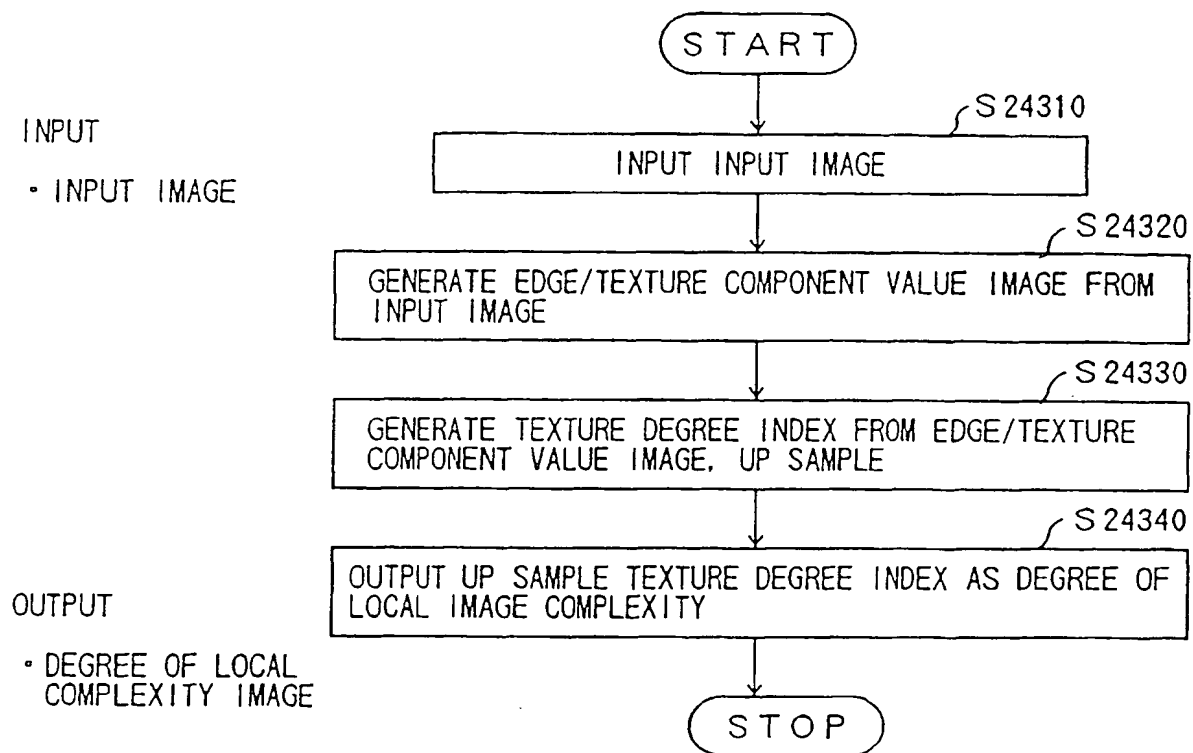 START
INPUT
• INPUT IMAGE
S24310
INPUT INPUT IMAGE
S24320
GENERATE EDGE/TEXTURE COMPONENT VALUE IMAGE FROM
INPUT IMAGE
S24330
GENERATE TEXTURE DEGREE INDEX FROM EDGE/TEXTURE
COMPONENT VALUE IMAGE, UP SAMPLE
S24340
OUTPUT UP SAMPLE TEXTURE DEGREE INDEX AS DEGREE OF
LOCAL IMAGE COMPLEXITY
OUTPUT
• DEGREE OF LOCAL
COMPLEXITY IMAGE
STOP